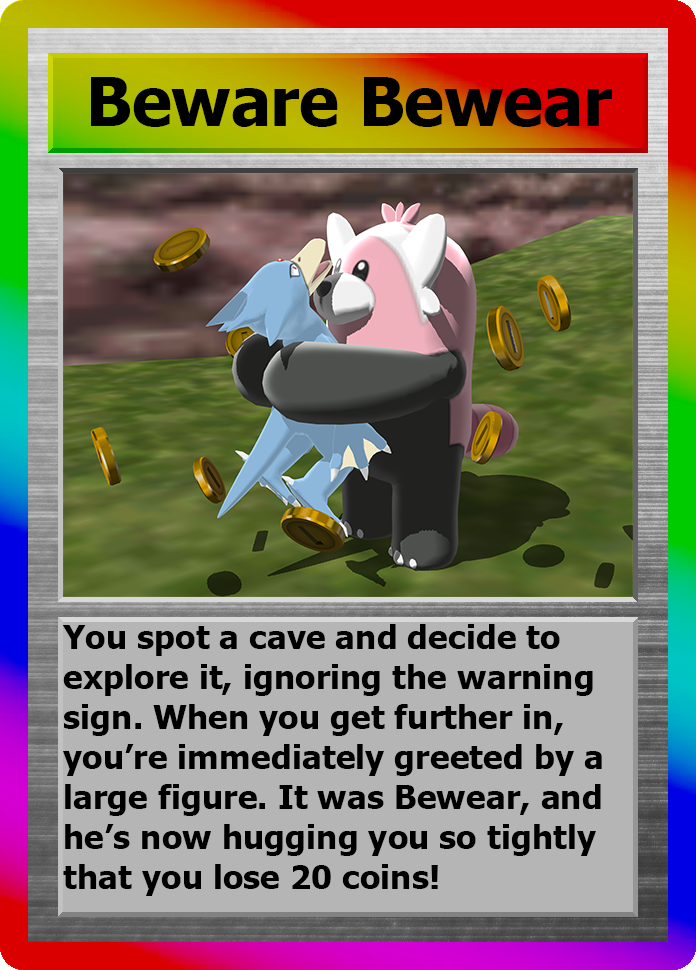 Beware Bewear
You spot a cave and decide to
explore it, ignoring the warning
sign. When you get further in,
you’re immediately greeted by a
large figure. It was Bewear, and
he’s now hugging you so tightly
that you lose 20 coins!